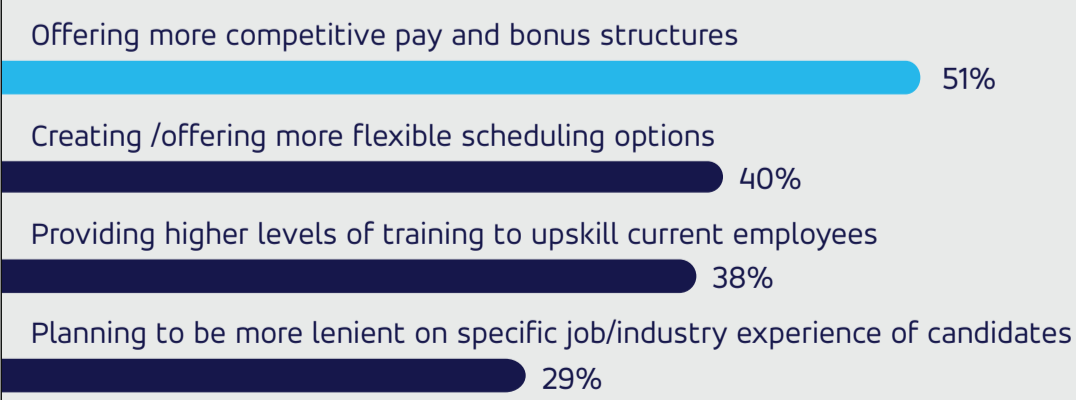 Offering more competitive pay and bonus structures
51%
Creating /offering more flexible scheduling options
40%
Providing higher levels of training to upskill current employees
38%
Planning to be more lenient on specific job/industry experience of candidates
29%